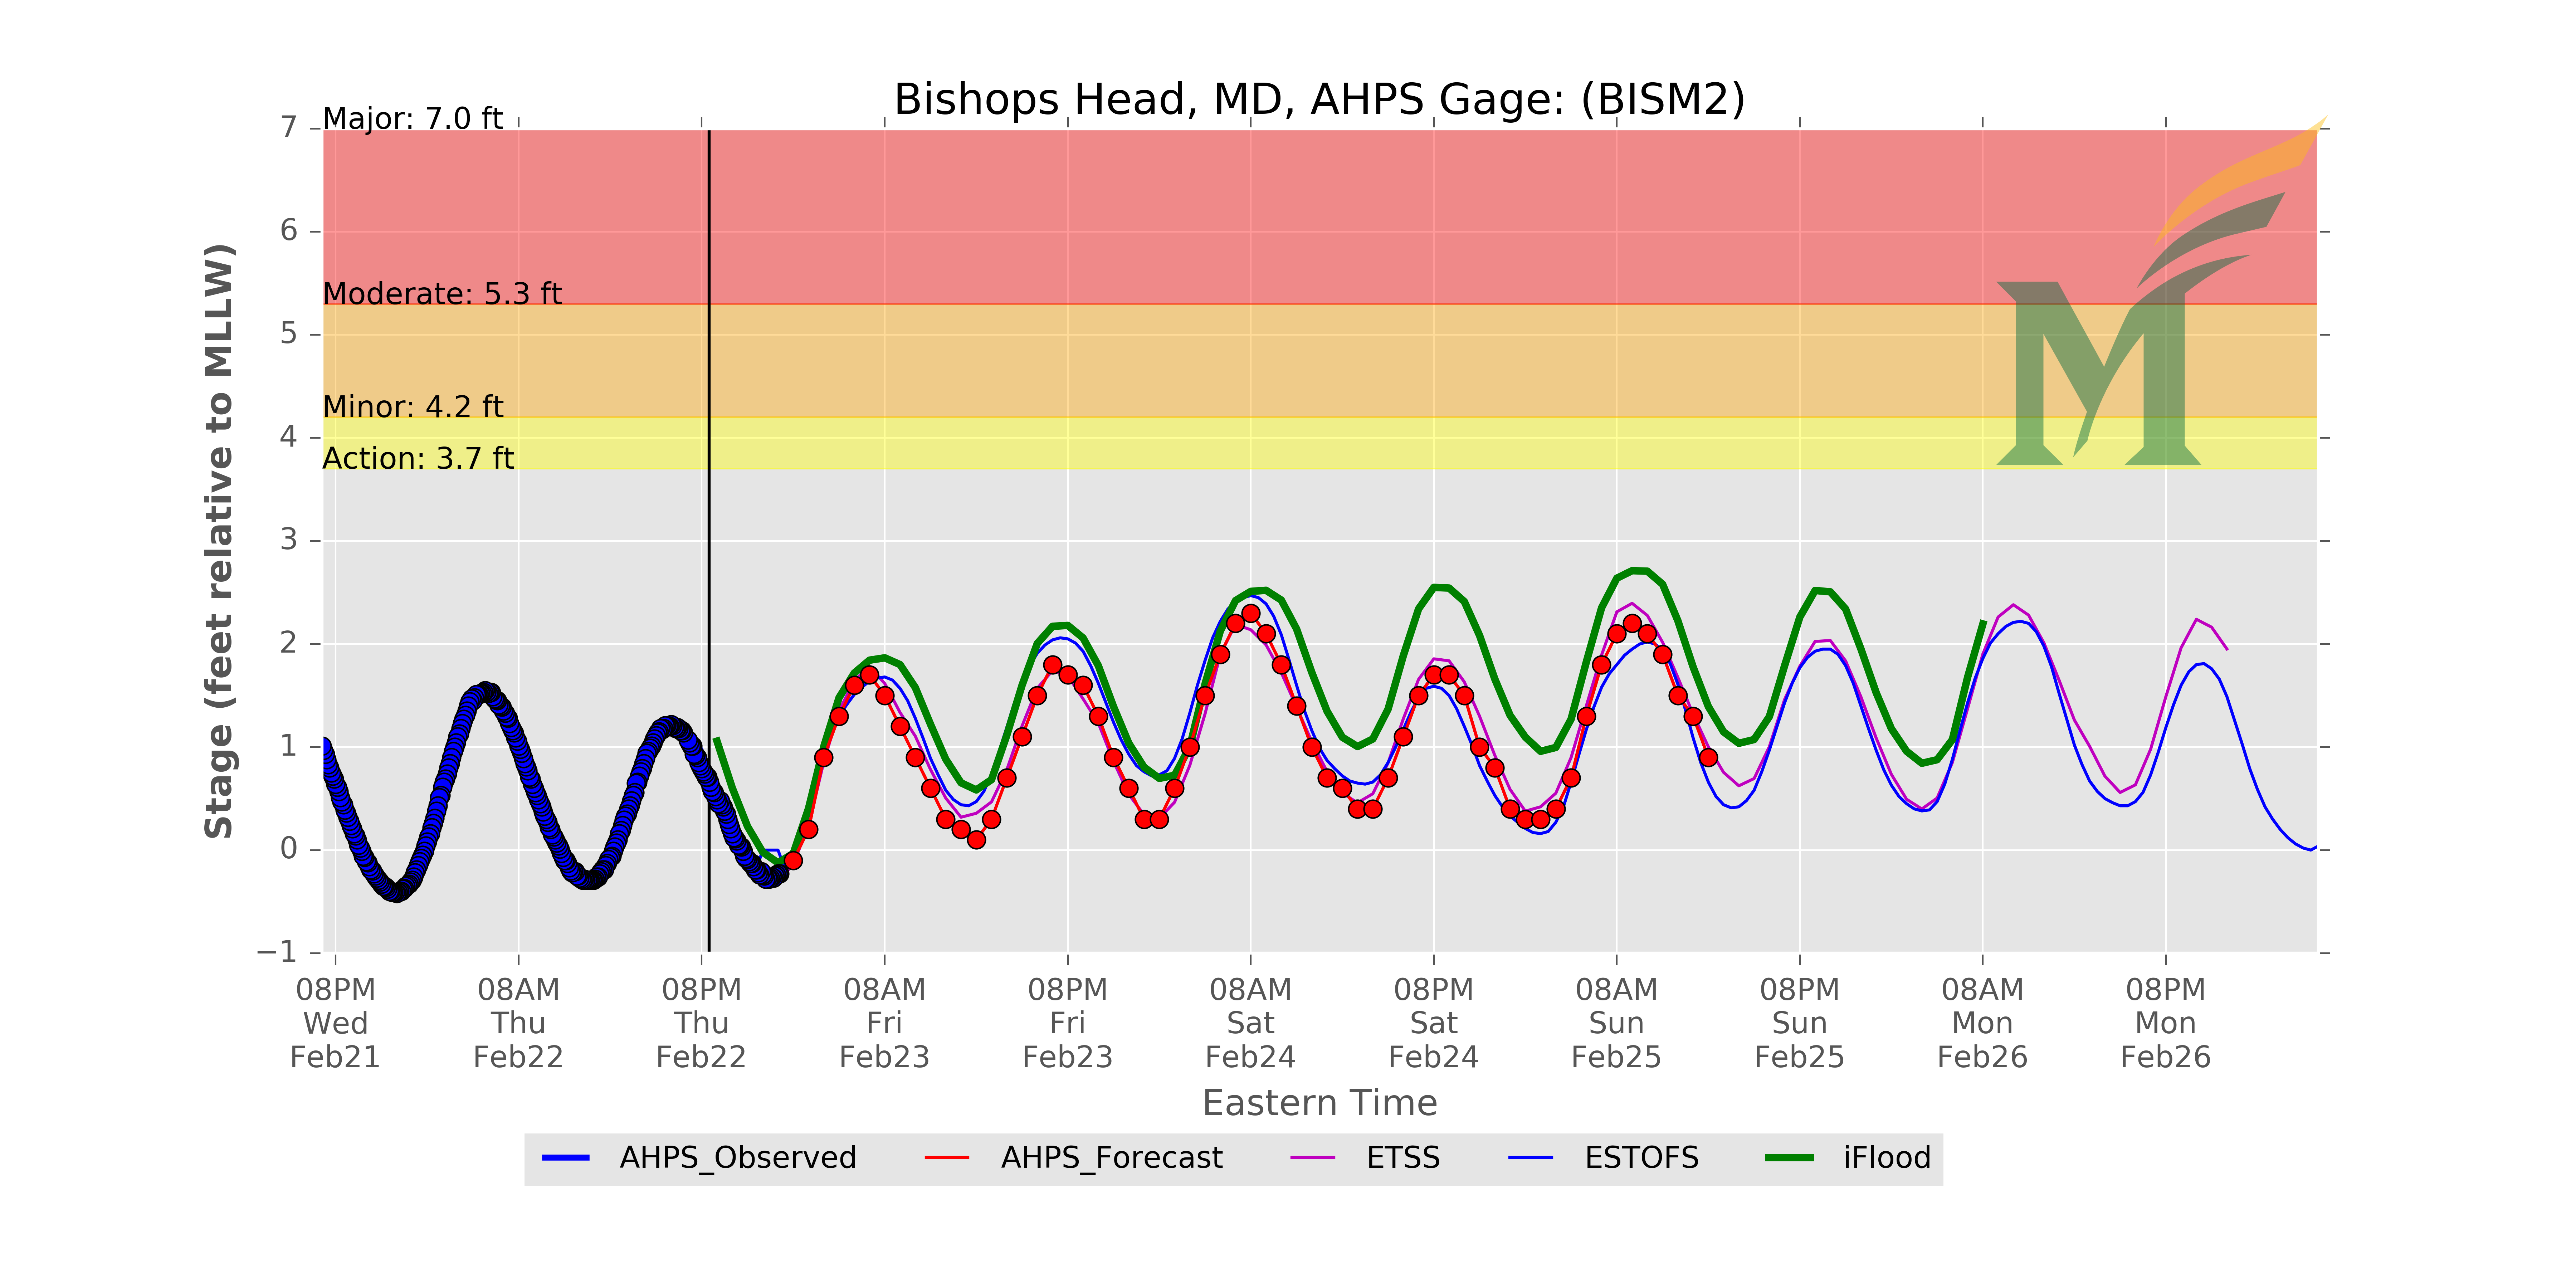 Bishops Head, MD, AHPS Gage: (BISM2)
Major: 7.0 ft
Moderate: 5.3 ft
Minor: 4.2 ft
Action: 3.7 ft
Stage (feet relative to MLLW)
7
6
5
4
3
2
1
0
−1
08PM 08AM 08PM 08AM 08PM 08AM 08PM 08AM 08PM 08AM 08PM
Wed Thu Thu Fri Fri Sat Sat Sun Sun Mon Mon
Feb21 Feb22 Feb22 Feb23 Feb23 Feb24 Feb24 Feb25 Feb25 Feb26 Feb26
Eastern Time
AHPS_Observed AHPS_Forecast ETSS ESTOFS iFlood
M